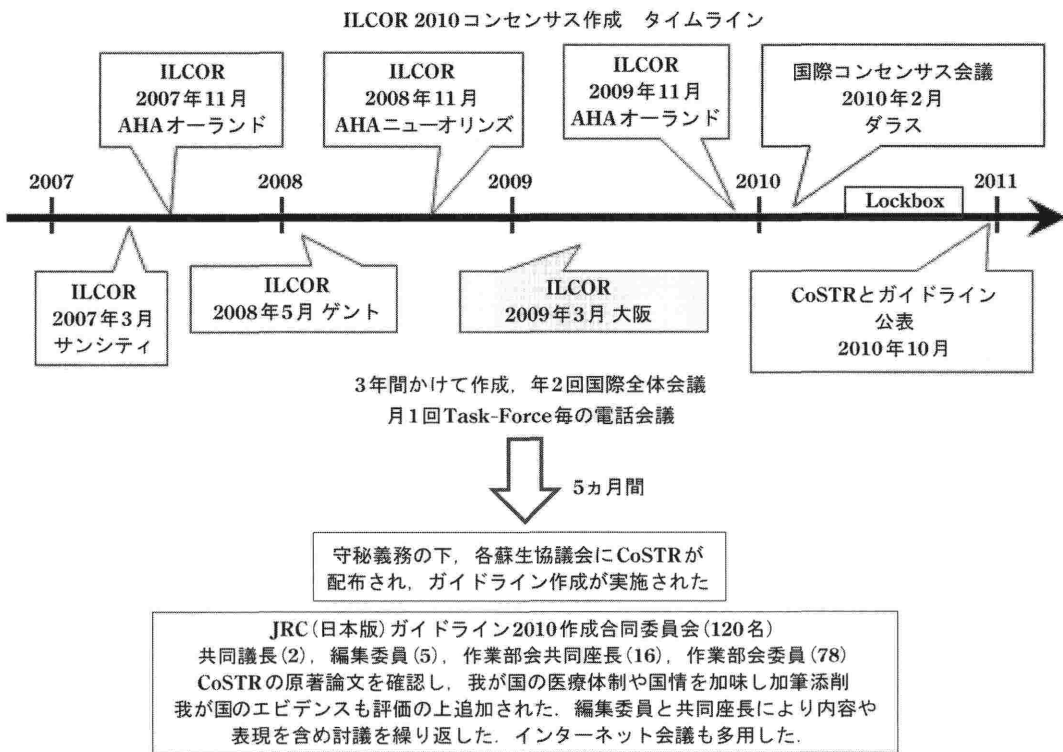 ILCOR 2010コンセンサス作成　タイムライン
ILCOR
2007年11月
AHAオーランド
ILCOR
2008年11月
AHAニューオリンズ
ILCOR
2009年11月
AHAオーランド
国際コンセンサス会議
2010年2月
ダラス
2007
2008
2009
2010
2011
Lockbox
ILCOR
2007年3月
サンシティ
ILCOR
2008年5月 ゲント
ILCOR
2009年3月 大阪
CoSTRとガイドライン
公表
2010年10月
3年間かけて作成，年2回国際全体会議
月1回Task-Force毎の電話会議
5ヵ月間
守秘義務の下，各蘇生協議会にCoSTRが
配布され，ガイドライン作成が実施された
JRC(日本版)ガイドライン2010作成合同委員会(120名)
共同議長(2)，編集委員(5)，作業部会共同座長(16)，作業部会委員(78)
CoSTRの原著論文を確認し，我が国の医療体制や国情を加味し加筆添削
我が国のエビデンスも評価の上追加された．編集委員と共同座長により内容や
表現を含め討議を繰り返した．インターネット会議も多用した．